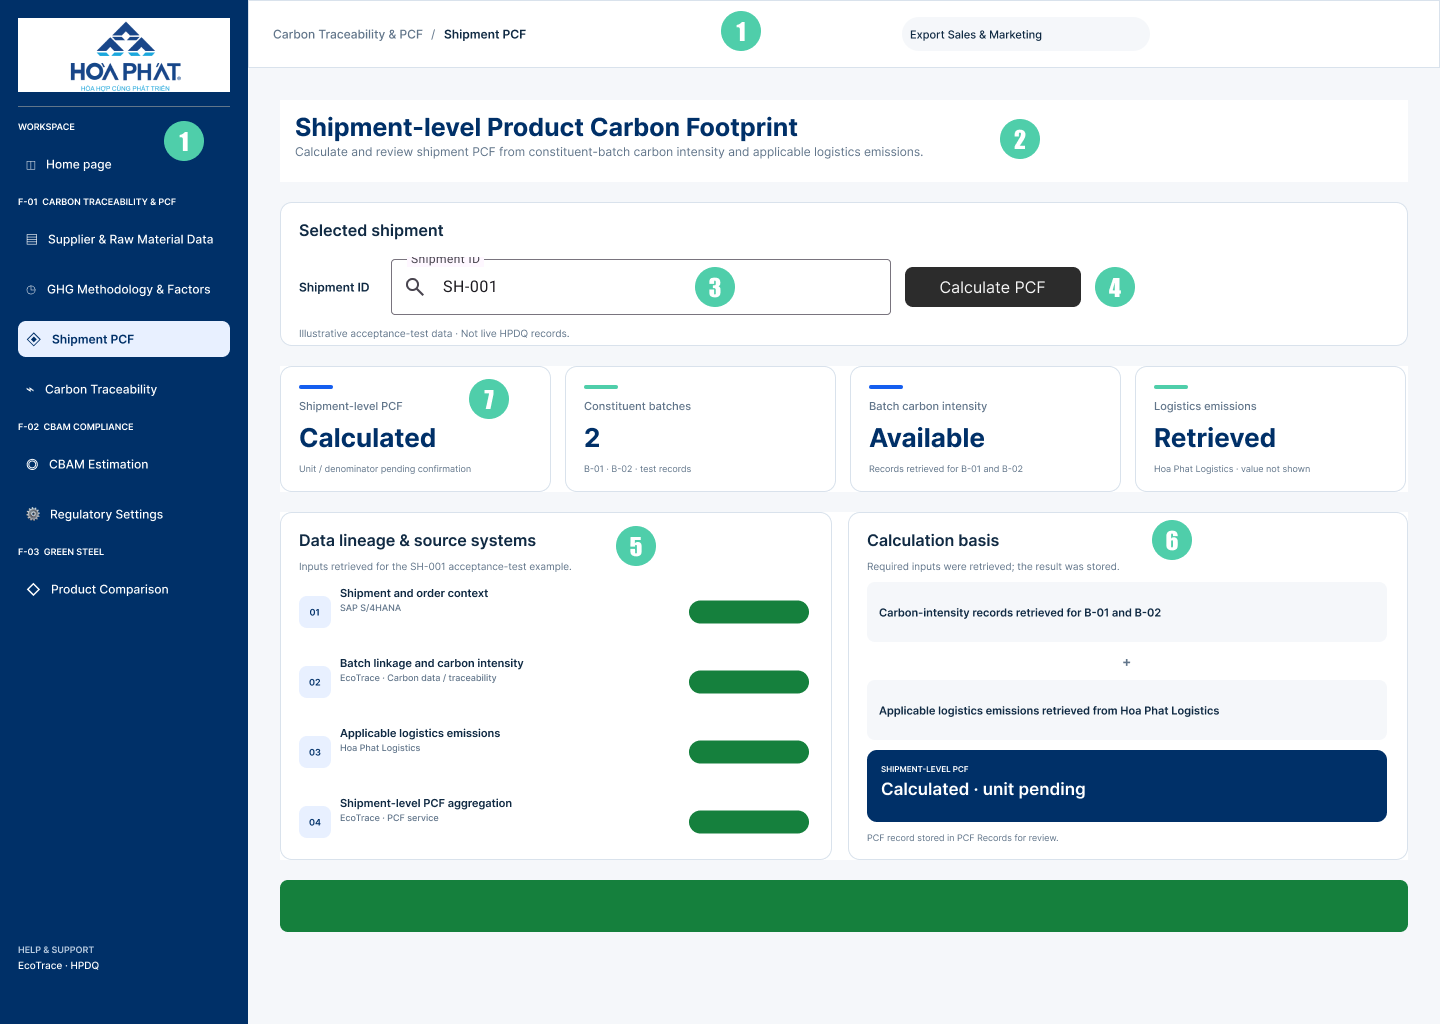 HÒA PHÁT
HÒA HỢP CÙNG PHÁT TRIỂN
WORKSPACE
1
Home page
F-01 CARBON TRACEABILITY & PCF
Supplier & Raw Material Data
GHG Methodology & Factors
Shipment PCF
Carbon Traceability
F-02 CBAM COMPLIANCE
CBAM Estimation
Regulatory Settings
F-03 GREEN STEEL
Product Comparison
HELP & SUPPORT
EcoTrace · HPDQ
Carbon Traceability & PCF / Shipment PCF
1
Export Sales & Marketing
Shipment-level Product Carbon Footprint
Calculate and review shipment PCF from constituent-batch carbon intensity and applicable logistics emissions.
2
Selected shipment
Shipment ID
Shipment ID
SH-001
3
Calculate PCF
4
Illustrative acceptance-test data · Not live HPDQ records.
Shipment-level PCF
7
Calculated
Unit / denominator pending confirmation
Constituent batches
2
B-01 · B-02 · test records
Batch carbon intensity
Available
Records retrieved for B-01 and B-02
Logistics emissions
Retrieved
Hoa Phat Logistics · value not shown
Data lineage & source systems
5
Inputs retrieved for the SH-001 acceptance-test example.
01
Shipment and order context
SAP S/4HANA
02
Batch linkage and carbon intensity
EcoTrace · Carbon data / traceability
03
Applicable logistics emissions
Hoa Phat Logistics
04
Shipment-level PCF aggregation
EcoTrace · PCF service
Calculation basis
6
Required inputs were retrieved; the result was stored.
Carbon-intensity records retrieved for B-01 and B-02
+
Applicable logistics emissions retrieved from Hoa Phat Logistics
SHIPMENT-LEVEL PCF
Calculated · unit pending
PCF record stored in PCF Records for review.